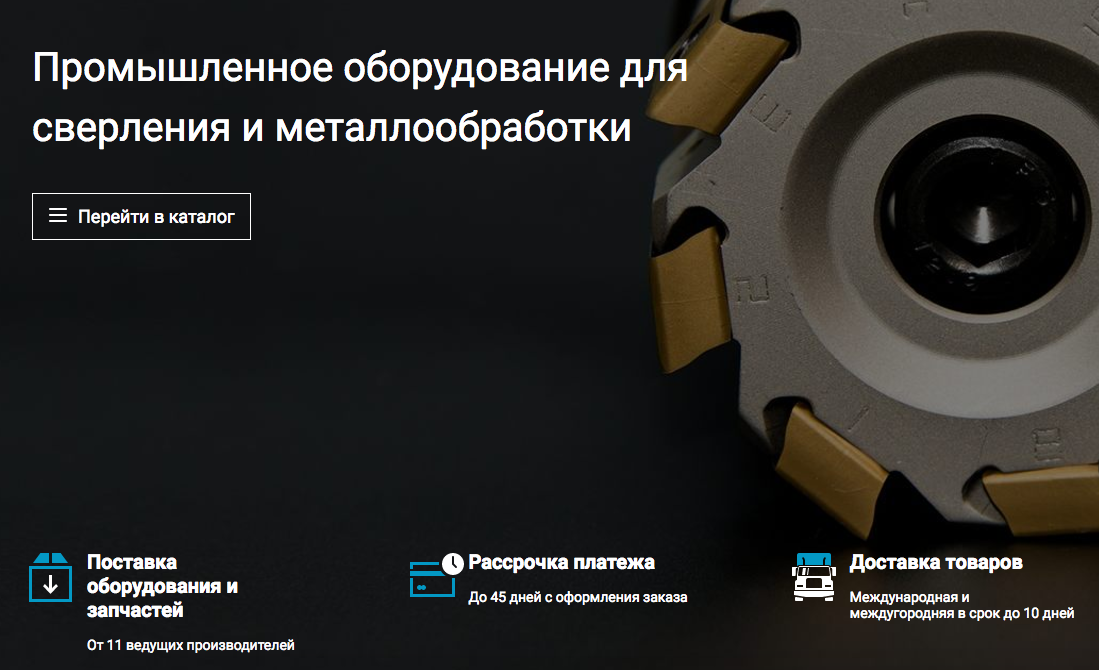 Промышленное оборудование для
сверления и металлообработки
Перейти в каталог
Поставка
оборудования и
запчастей
От 11 ведущих производителей
Рассрочка платежа
До 45 дней с оформления заказа
Доставка товаров
Международная и
междугородняя в срок до 10 дней